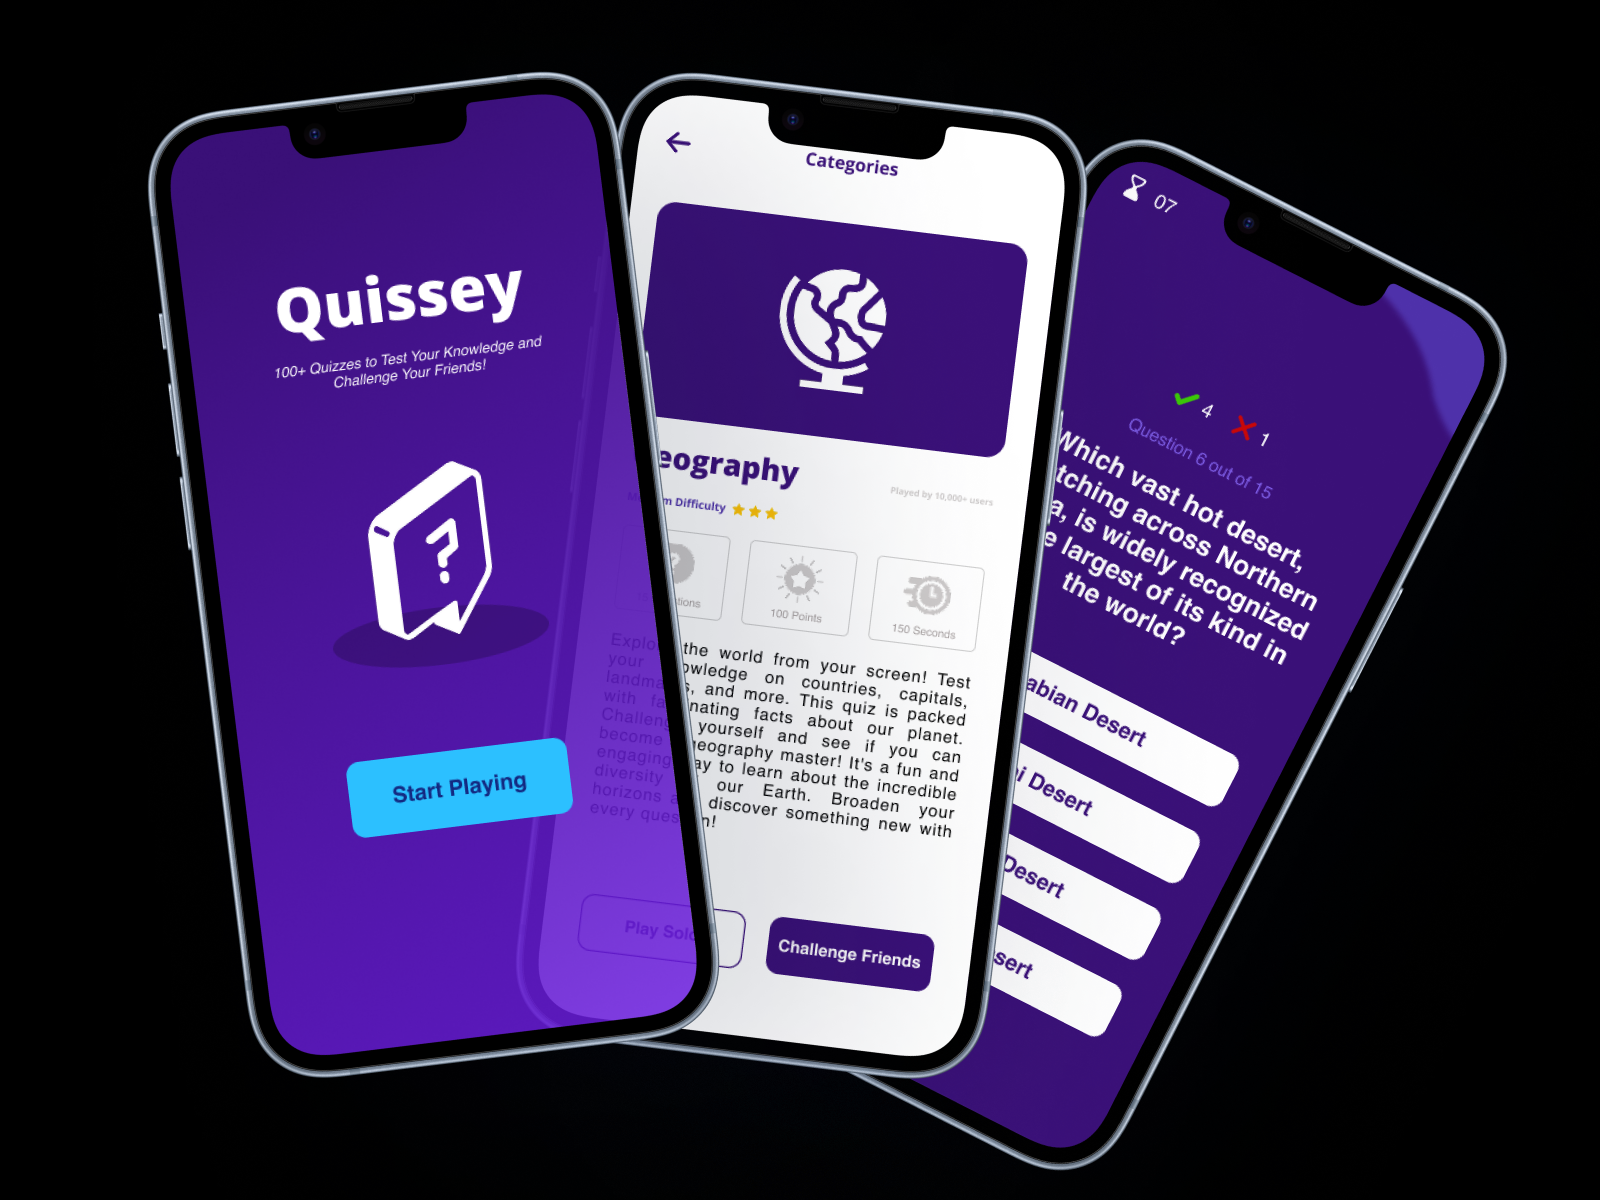 Quissey
100+ Quizzes to Test Your Knowledge and
Challenge Your Friends!
?
Start Playing
Categories
eography
Played by 10,000+ users
m Difficulty
tions
100 Points
150 Seconds
Explo the world from your screen! Test
your owledge on countries, capitals,
landma s, and more. This quiz is packed
with fa nating facts about our planet.
Challeng yourself and see if you can
become geography master! It's a fun and
engaging ay to learn about the incredible
diversity our Earth. Broaden your
horizons a discover something new with
every ques n!
Play Solo
Challenge Friends
07
4
1
Question 6 out of 15
Which vast hot desert,
tching across Northern
a, is widely recognized
e largest of its kind in
the world?
abian Desert
i Desert
Desert
sert